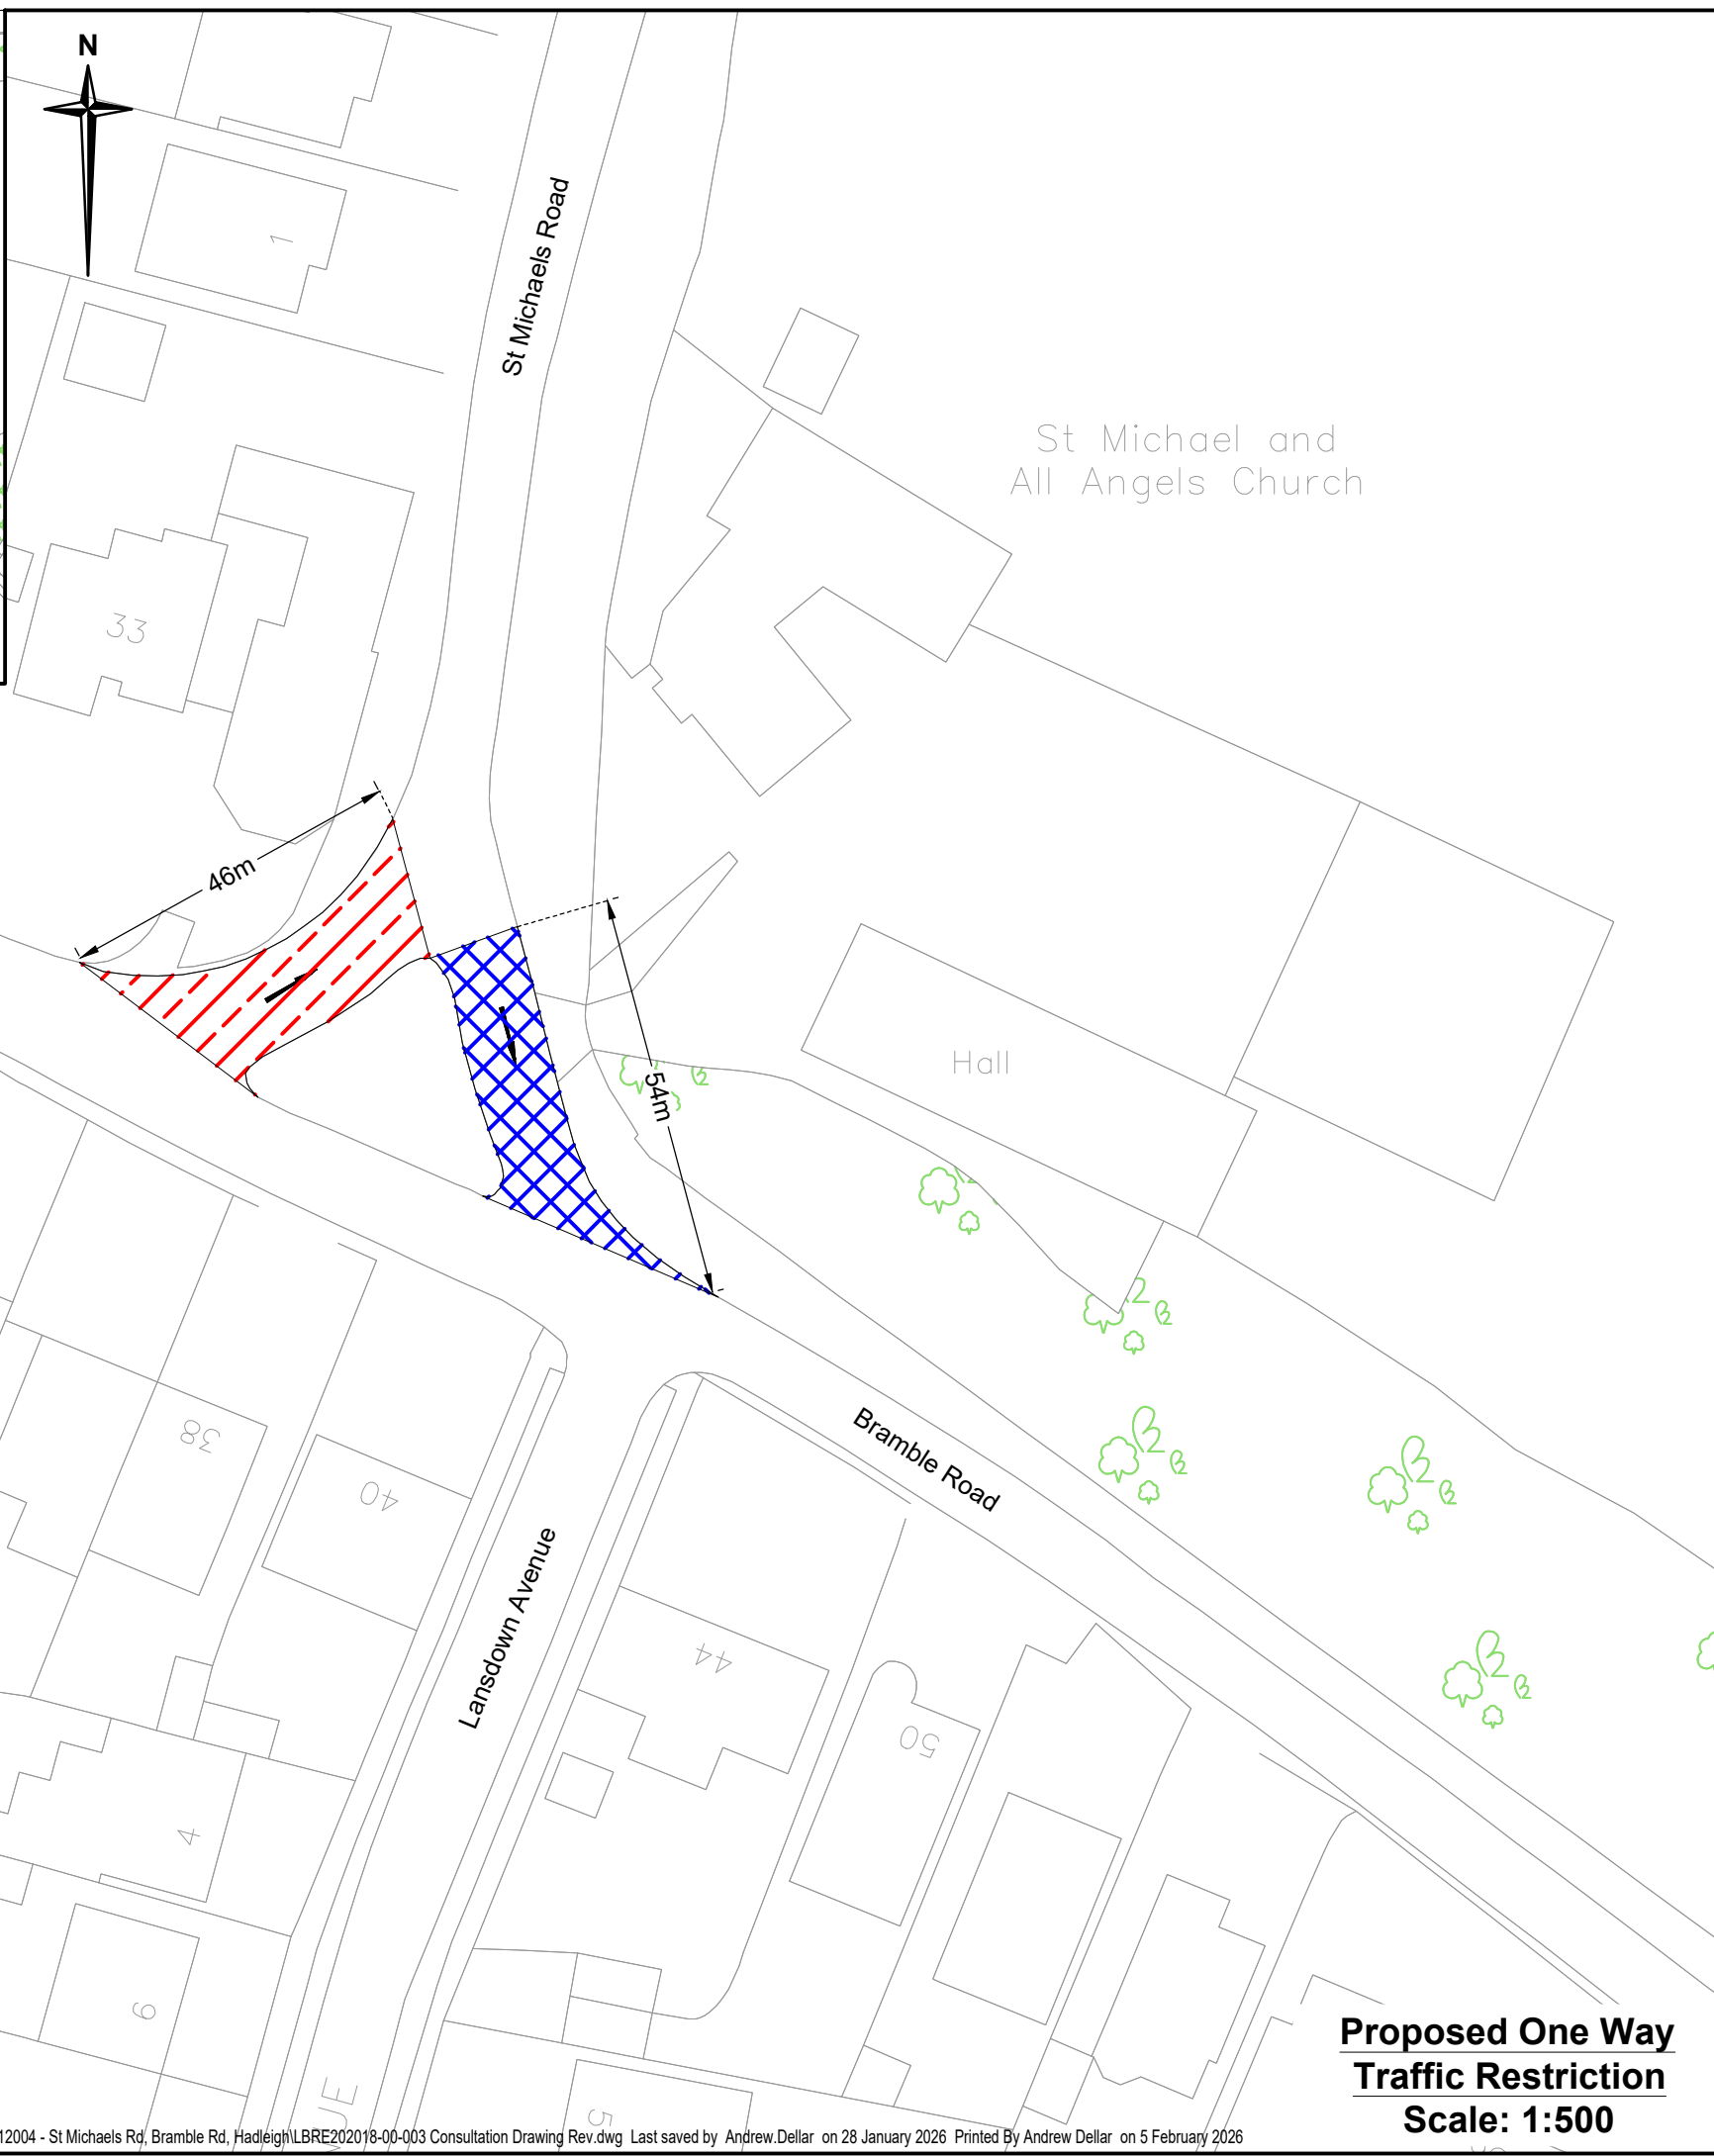 N
1
St Michaels Road
St Michael and
All Angels Church
33
46m
54m
Hall
38
40
Bramble Road
Lansdown Avenue
44
50
4
6
5
Proposed One Way
Traffic Restriction
Scale: 1:500
12004 - St Michaels Rd, Bramble Rd, Hadleigh\LBRE202018-00-003 Consultation Drawing Rev.dwg Last saved by Andrew.Dellar on 28 January 2026 Printed By Andrew Dellar on 5 February 2026